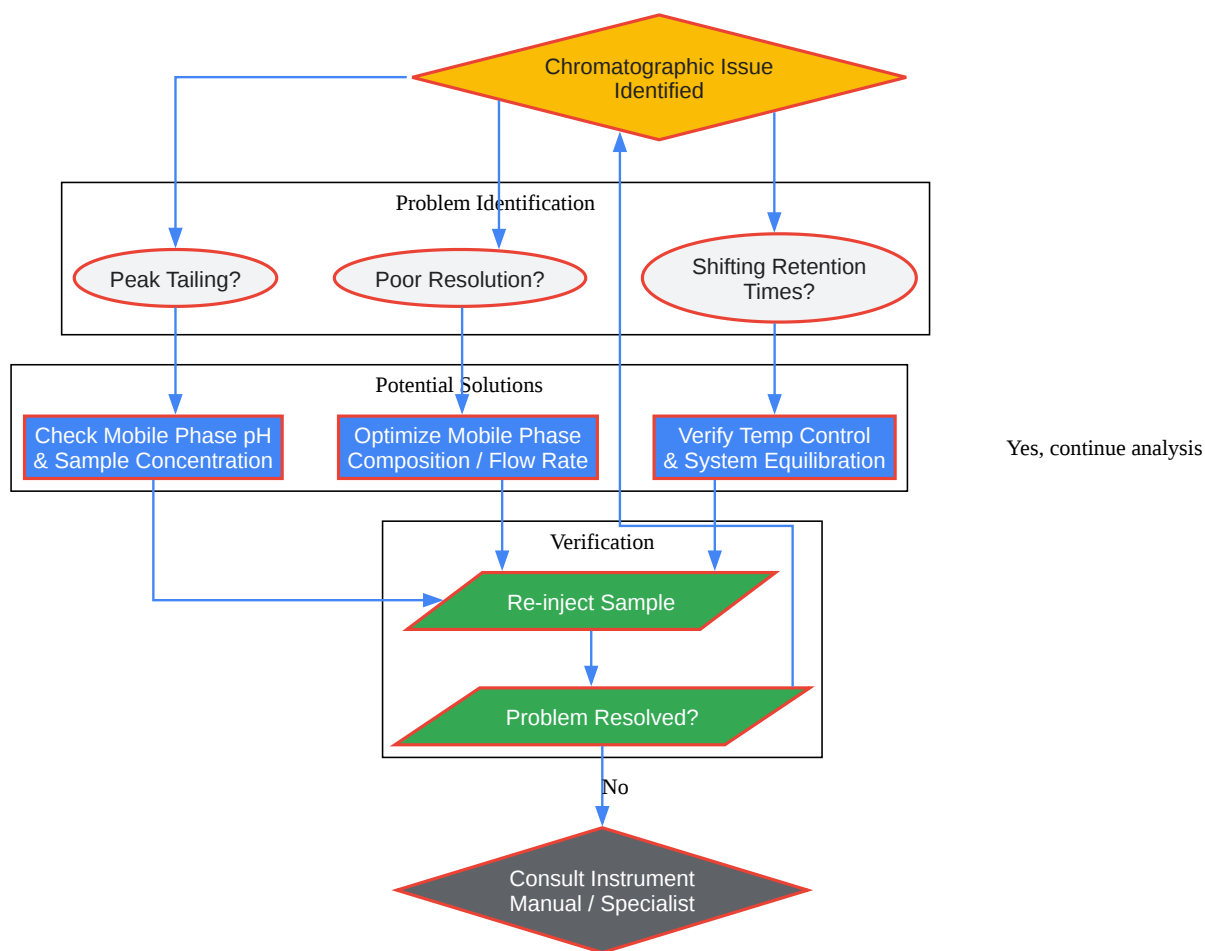 Chromatographic Issue
Identified
Problem Identification
Peak Tailing?
Poor Resolution?
Shifting Retention
Times?
Potential Solutions
Check Mobile Phase pH
& Sample Concentration
Optimize Mobile Phase
Composition / Flow Rate
Verify Temp Control
& System Equilibration
Yes, continue analysis
Verification
Re-inject Sample
Problem Resolved?
No
Consult Instrument
Manual / Specialist